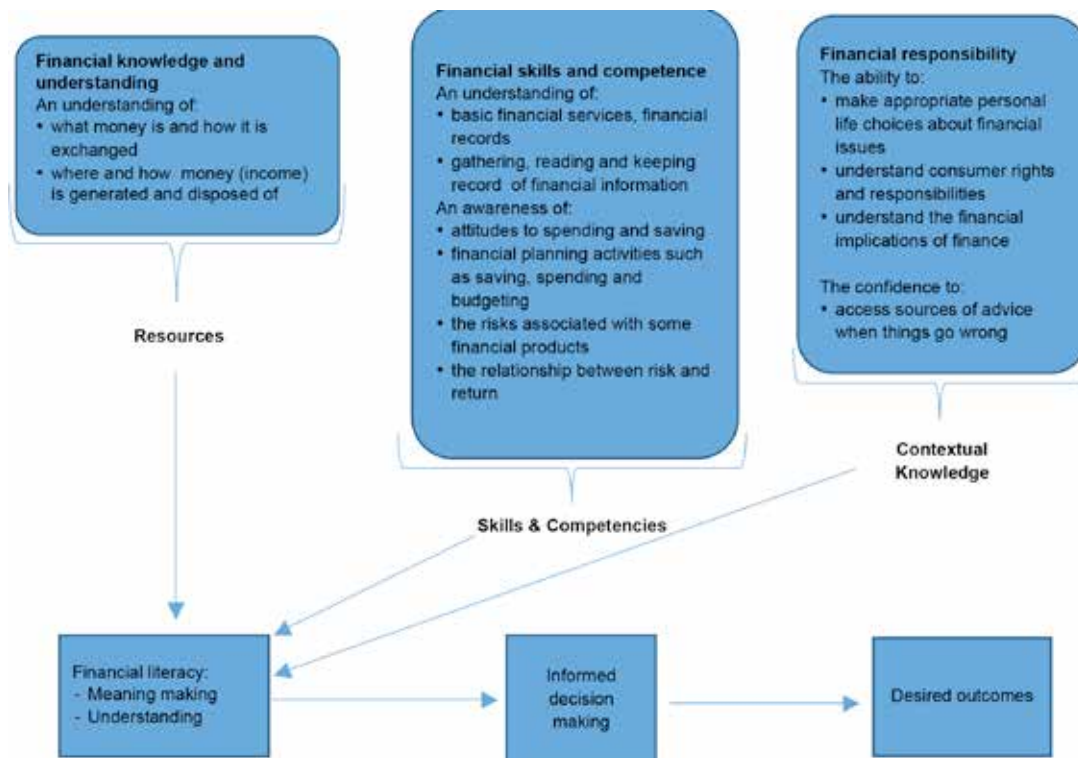 Financial knowledge and
understanding
An understanding of:
• what money is and how it is
exchanged
• where and how money (income)
is generated and disposed of
Resources
Financial skills and competence
An understanding of:
• basic financial services, financial
records
• gathering, reading and keeping
record of financial information
An awareness of:
• attitudes to spending and saving
• financial planning activities such
as saving, spending and
budgeting
• the risks associated with some
financial products
• the relationship between risk and
return
Skills & Competencies
Financial responsibility
The ability to:
• make appropriate personal
life choices about financial
issues
• understand consumer rights
and responsibilities
• understand the financial
implications of finance
The confidence to:
• access sources of advice
when things go wrong
Contextual
Knowledge
Financial literacy:
- Meaning making
- Understanding
Informed
decision
making
Desired outcomes